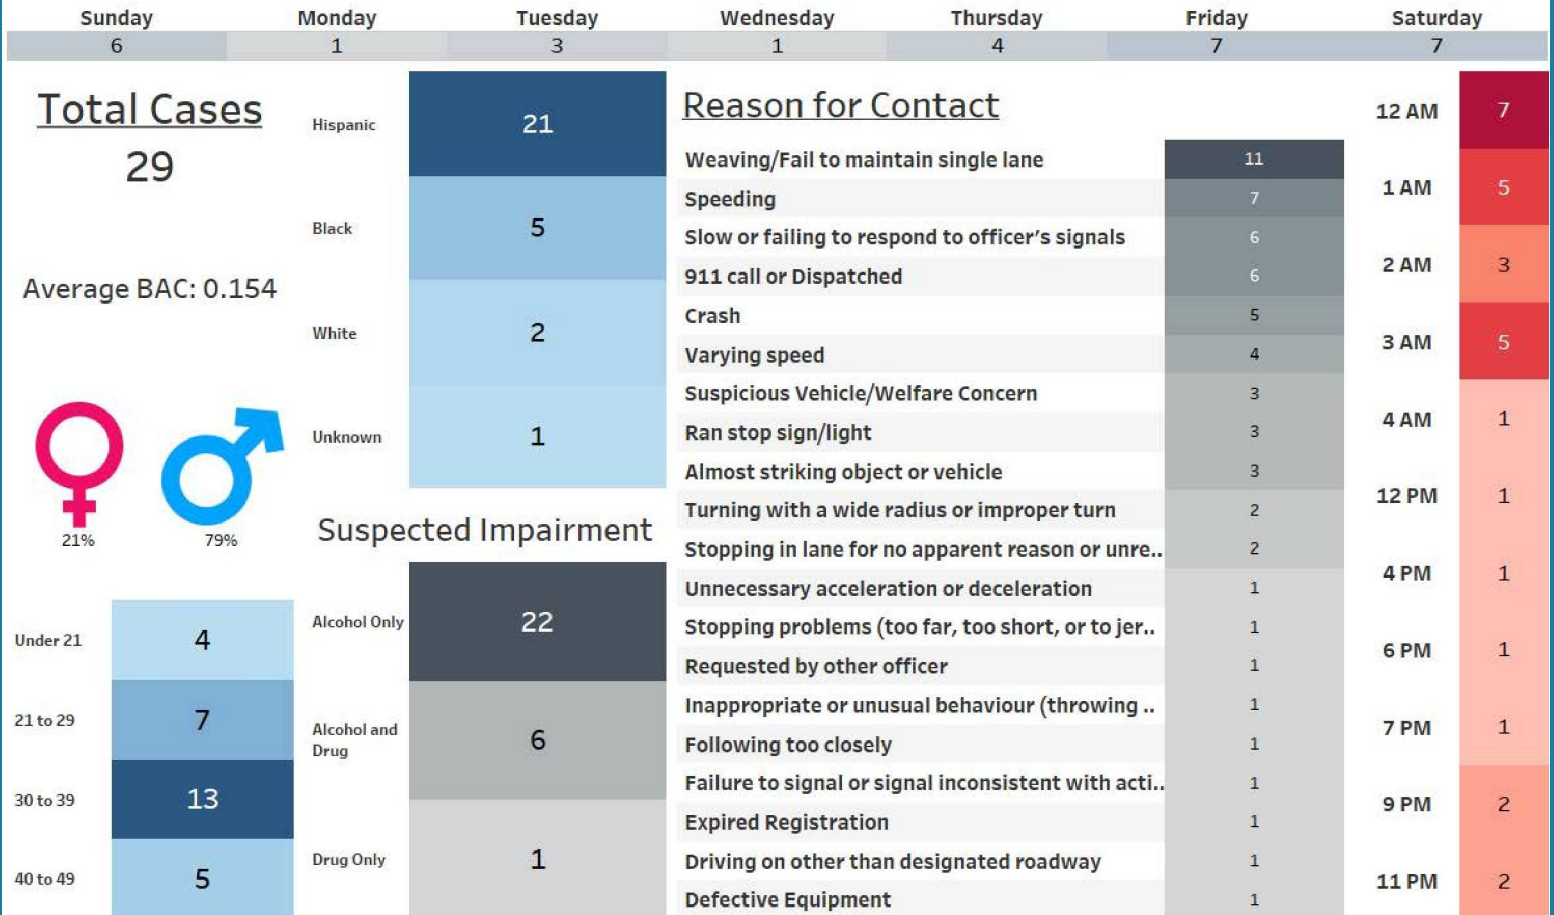 Sunday Monday Tuesday Wednesday Thursday Friday Saturday
6 1 3 1 4 7 7
Total Cases
29
Average BAC: 0.154
21% 79%
Under 21 4
21 to 29 7
30 to 39 13
40 to 49 5
Hispanic 21
Black 5
White 2
Unknown 1
Suspected Impairment
Alcohol Only 22
Alcohol and
Drug 6
Drug Only 1
Reason for Contact
Weaving/Fail to maintain single lane 11
Speeding 7
Slow or failing to respond to officer's signals 6
911 call or Dispatched 6
Crash 5
Varying speed 4
Suspicious Vehicle/Welfare Concern 3
Ran stop sign/light 3
Almost striking object or vehicle 3
Turning with a wide radius or improper turn 2
Stopping in lane for no apparent reason or unre.. 2
Unnecessary acceleration or deceleration 1
Stopping problems (too far, too short, or to jer.. 1
Requested by other officer 1
Inappropriate or unusual behaviour (throwing .. 1
Following too closely 1
Failure to signal or signal inconsistent with acti.. 1
Expired Registration 1
Driving on other than designated roadway 1
Defective Equipment 1
12 AM 7
1 AM 5
2 AM 3
3 AM 5
4 AM 1
12 PM 1
4 PM 1
6 PM 1
7 PM 1
9 PM 2
11 PM 2